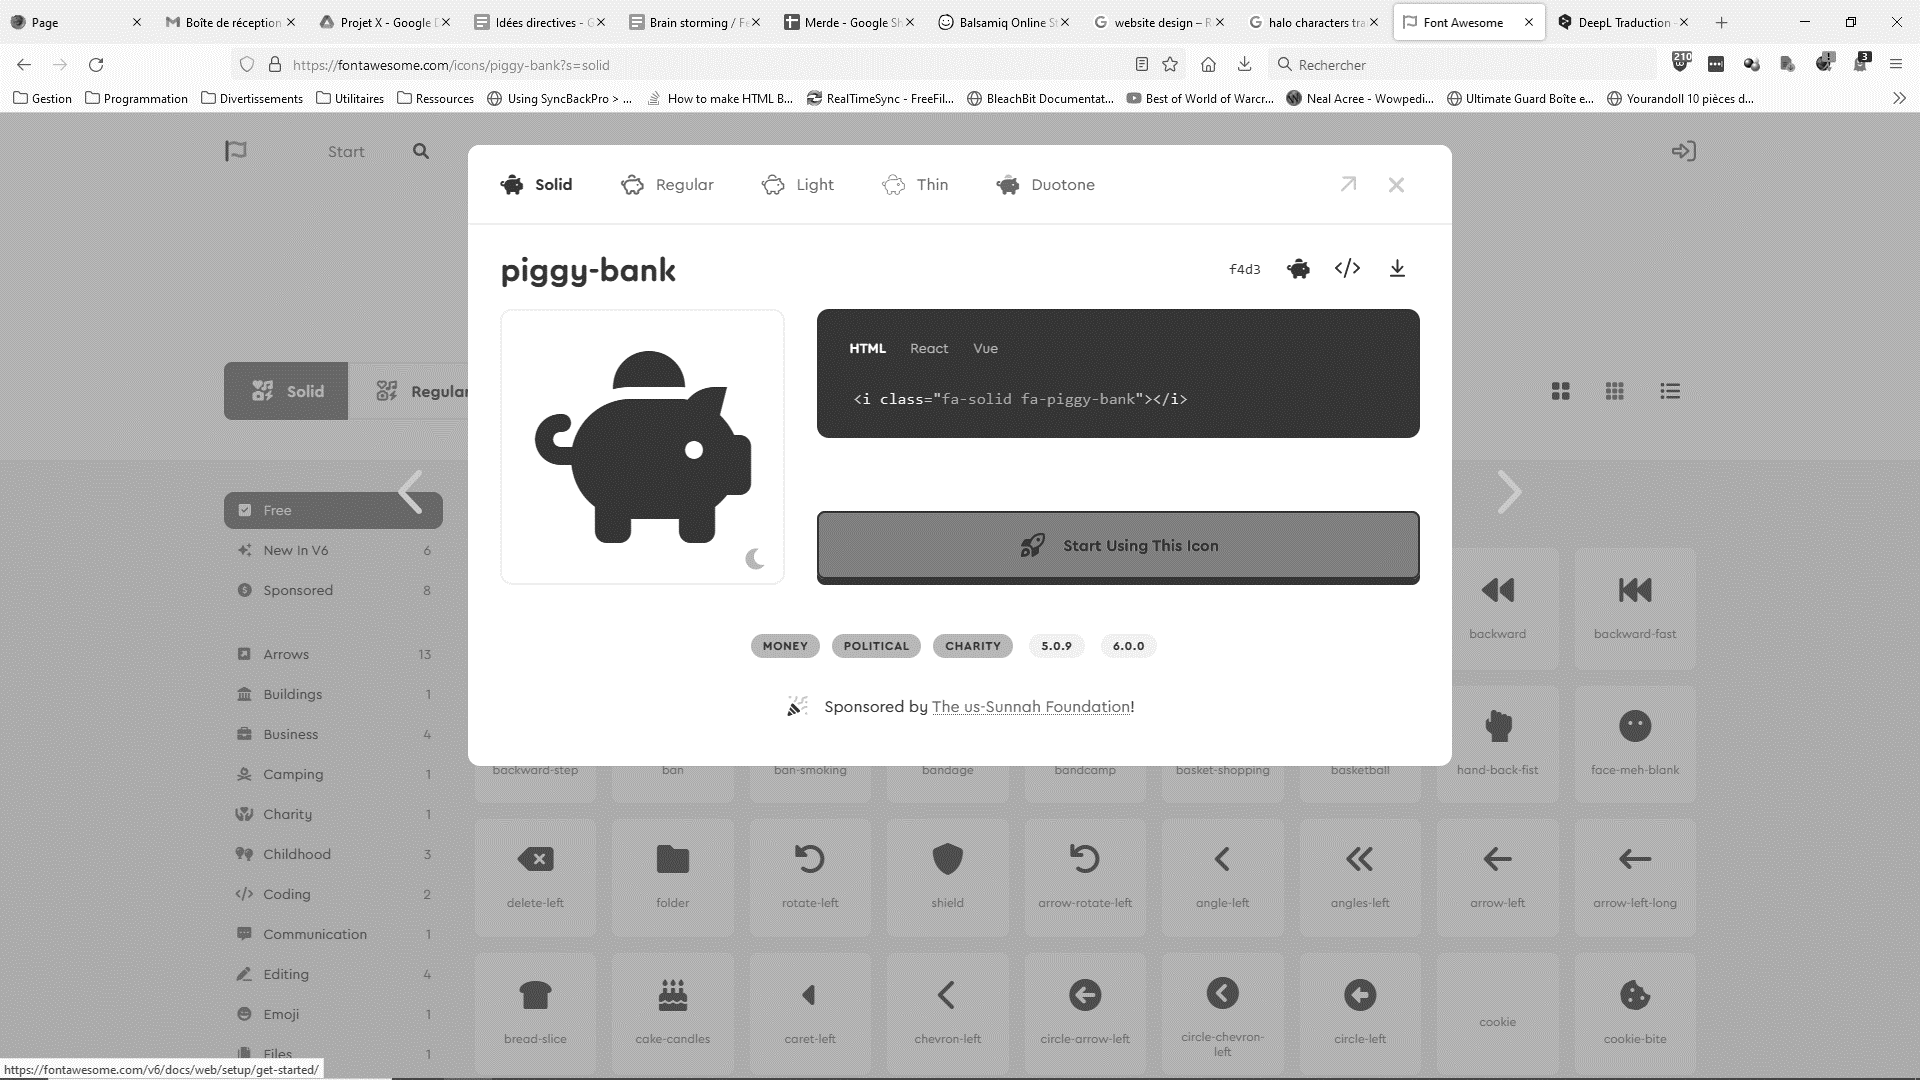 Page
Boîte de réception
Projet X - Google D
Idées directives - G
Brain storming / Fe
Merde - Google Sh
Balsamiq Online St
website design – R
halo characters tra
Font Awesome
DeepL Traduction -
https://fontawesome.com/icons/piggy-bank?s=solid
Rechercher
210
3
Gestion
Programmation
Divertissements
Utilitaires
Ressources
Using SyncBackPro > ...
How to make HTML B...
RealTimeSync - FreeFil...
BleachBit Documentat...
Best of World of Warcr...
Neal Acree - Wowpedi...
Ultimate Guard Boîte e...
Yourandoll 10 pièces d...
Start
Solid
Regular
Light
Thin
Duotone
piggy-bank
f4d3
HTML
React
Vue
<i class="fa-solid fa-piggy-bank"></i>
Start Using This Icon
MONEY
POLITICAL
CHARITY
5.0.9
6.0.0
Sponsored by The us-Sunnah Foundation!
Solid
Regular
Free
New In V6 6
Sponsored 8
Arrows 13
Buildings 1
Business 4
Camping 1
Charity 1
Childhood 3
Coding 2
Communication 1
Editing 4
Emoji 1
Files 1
backward
backward-fast
backward-step
ban
ban-smoking
bandage
bandcamp
basket-shopping
basketball
hand-back-fist
face-meh-blank
delete-left
folder
rotate-left
shield
arrow-rotate-left
angle-left
angles-left
arrow-left
arrow-left-long
bread-slice
cake-candles
caret-left
chevron-left
circle-arrow-left
circle-chevron-
left
circle-left
cookie
cookie-bite
https://fontawesome.com/v6/docs/web/setup/get-started/